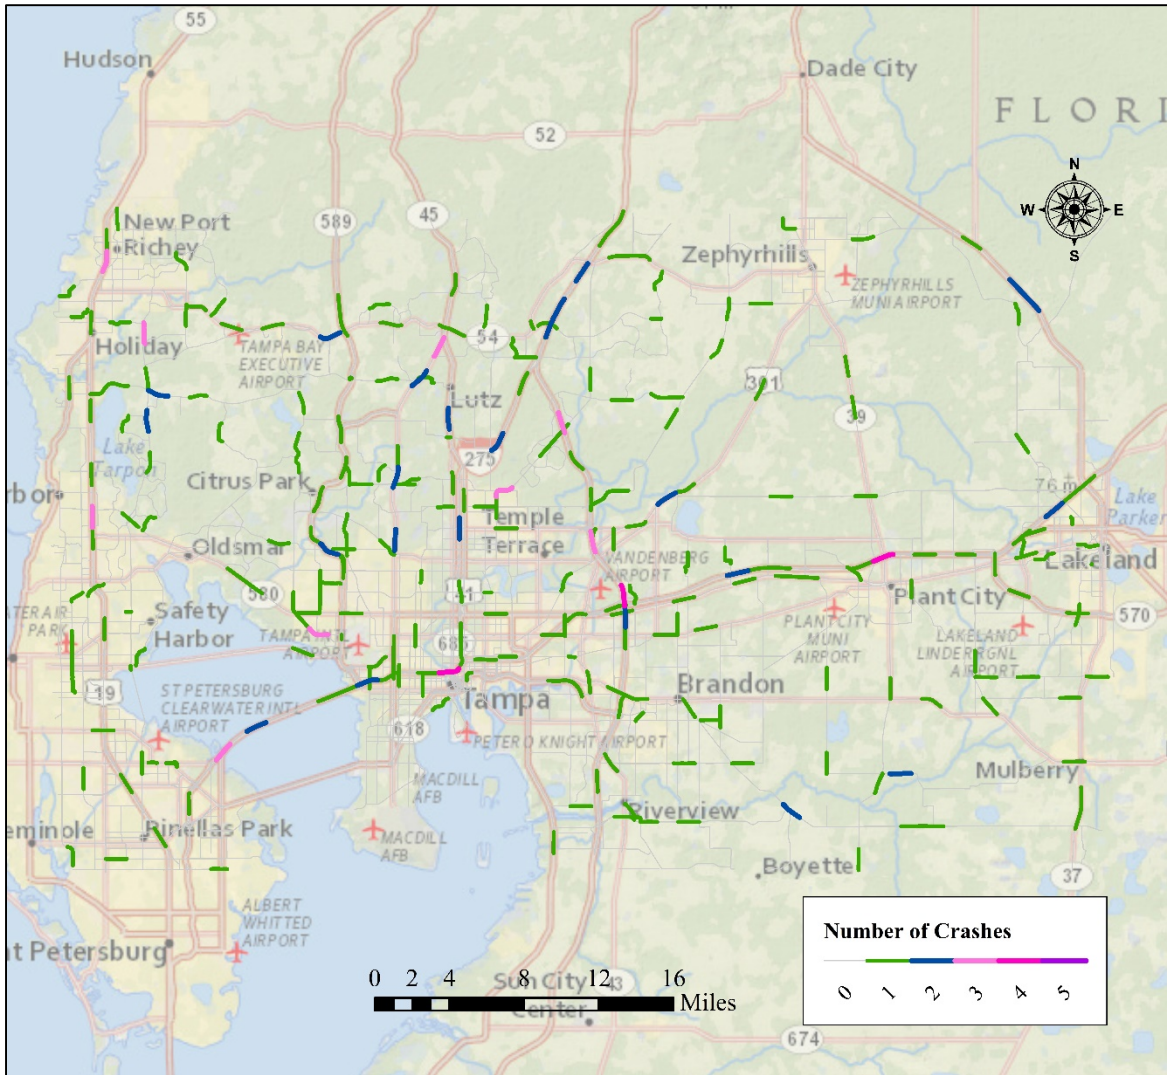 55
Hudson
Dade City
F L O R I
52
N
W
E
S
New Port
Richey
589
45
Zephyrhills
ZEPHYRHILLS
MUNI AIRPORT
Holiday
54
TAMPA BAY
EXECUTIVE
AIRPORT
301
Lutz
39
Lake
Tarpon
275
Citrus Park
76 m
Lake
Parker
Temple
Terrace
Oldsmar
VANDENBERG
AIRPORT
Lakeland
580
41
Plant City
570
Safety
Harbor
TAMPA INTL
AIRPORT
PLANT CITY
MUNI
AIRPORT
LAKELAND
LINDER RGNL
AIRPORT
19
ST PETERSBURG
CLEARWATER INTL
AIRPORT
Brandon
Tampa
618
PETER O KNIGHT AIRPORT
MACDILL
AFB
Mulberry
Riverview
Pinellas Park
MACDILL
AFB
Boyette
37
ALBERT
WHITTED
AIRPORT
Number of Crashes
0 1 2 3 4 5
Petersburg
0 2 4 8 12 16
Miles
Sun City
Center
674